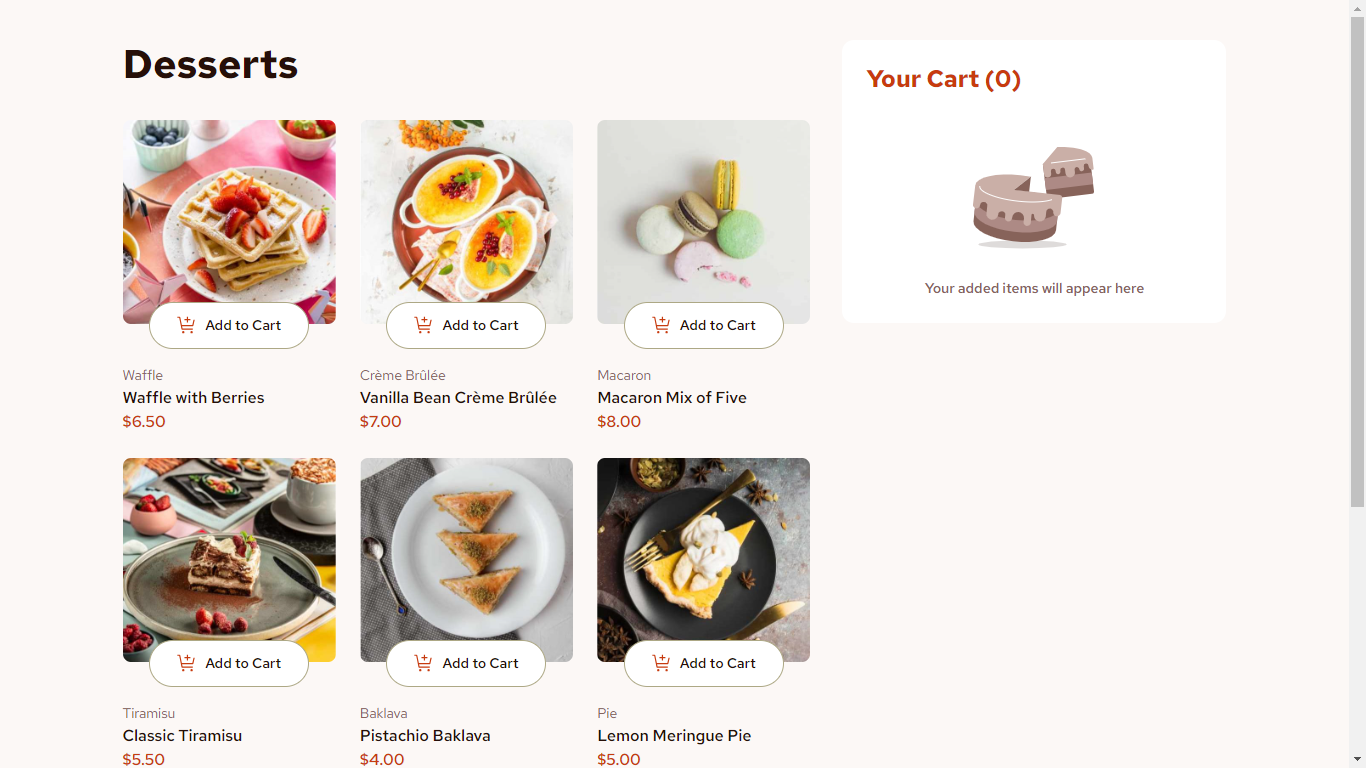 Desserts
Your Cart (0)
Your added items will appear here
Add to Cart
Add to Cart
Add to Cart
Waffle
Waffle with Berries
$6.50
Crème Brûlée
Vanilla Bean Crème Brûlée
$7.00
Macaron
Macaron Mix of Five
$8.00
Add to Cart
Add to Cart
Add to Cart
Tiramisu
Classic Tiramisu
$5.50
Baklava
Pistachio Baklava
$4.00
Pie
Lemon Meringue Pie
$5.00